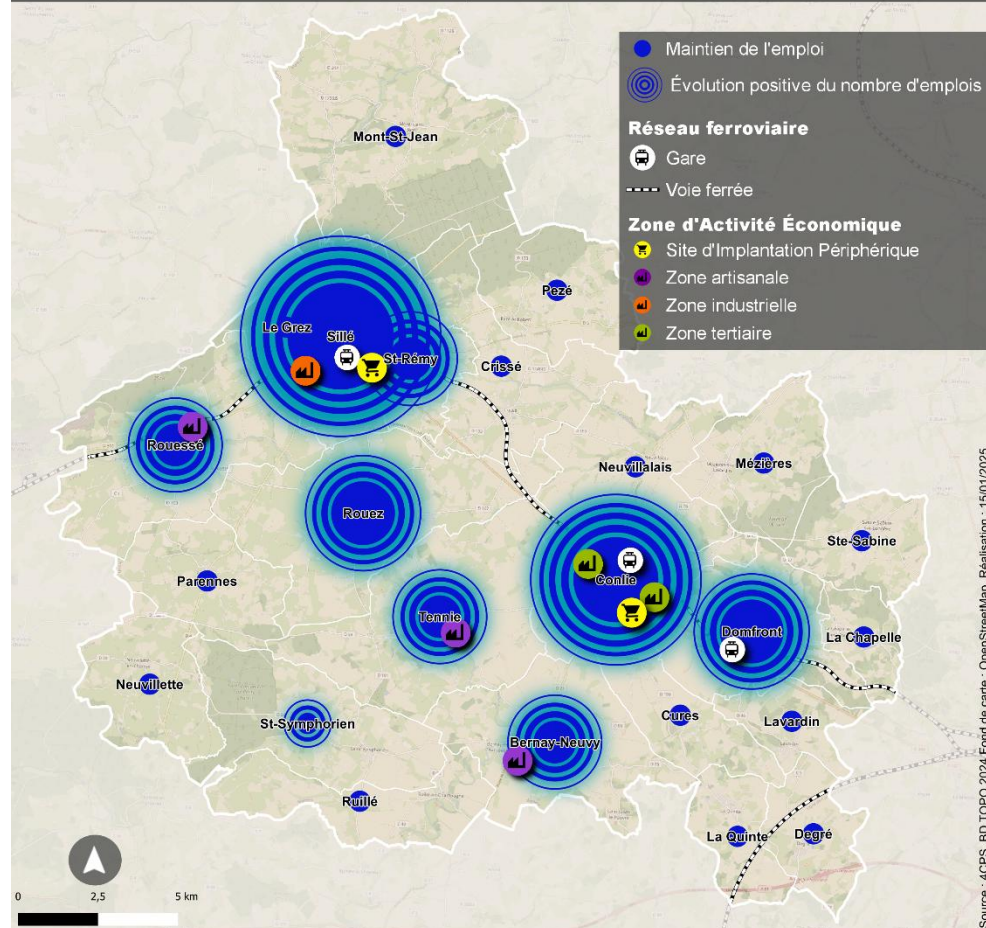 Maintien de l'emploi
Évolution positive du nombre d'emplois
Réseau ferroviaire
Gare
Voie ferrée
Zone d'Activité Économique
Site d'Implantation Périphérique
Zone artisanale
Zone industrielle
Zone tertiaire
Mont-St-Jean
Pezé
Le Grez
Sillé
St-Rémy
Crissé
Rouessé
Neuvillalais
Mézières
Rouez
Ste-Sabine
Parennes
Conlie
Tennie
Domfront
La Chapelle
Neuvillette
St-Symphorien
Cures
Lavardin
Bernay-Neuvy
Ruillé
La Quinte
Degré
0 2,5 5 km
Source : 4CPS, BD TOPO 2024 Fond de carte : OpenStreetMap, Réalisation : 15/01/2025